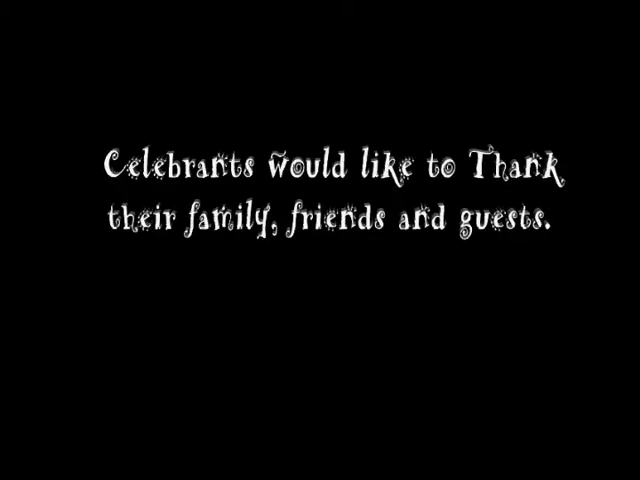 Celebrants would like to Thank
their family, friends and guests.